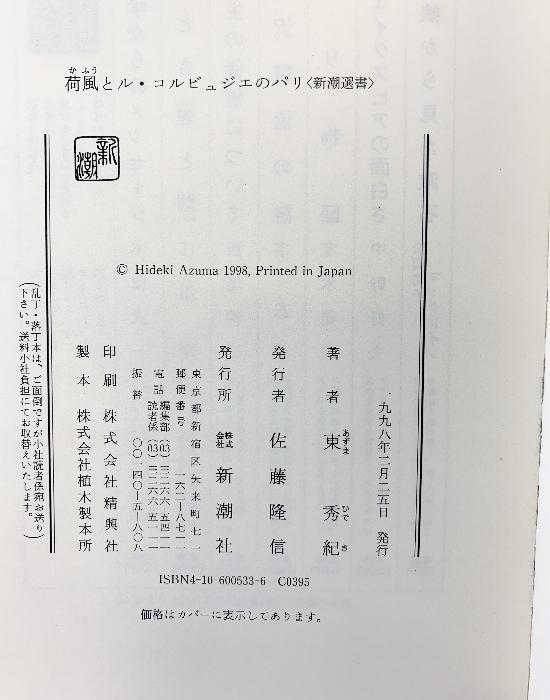 荷風とル・コルビュジエのパリ〈新潮選書〉
かふう
新潮
© Hideki Azuma 1998, Printed in Japan
一九九八年二月二五日　発行
著者　東　秀紀
あずま　ひでき
発行者　佐藤隆信
発行所　株式会社　新潮社
東京都新宿区矢来町七一
郵便番号　一六二―八七一一
電話　編集部(03)三二六六―五四一一
読者係(03)三二六六―五一一一
振替　〇〇一四〇―五―八〇八
印刷　株式会社精興社
製本　株式会社植木製本所
(乱丁・落丁本は、ご面倒ですが小社読者係宛お送り
下さい。送料小社負担にてお取替えいたします。)
ISBN4-10-600533-6　C0395
価格はカバーに表示してあります。